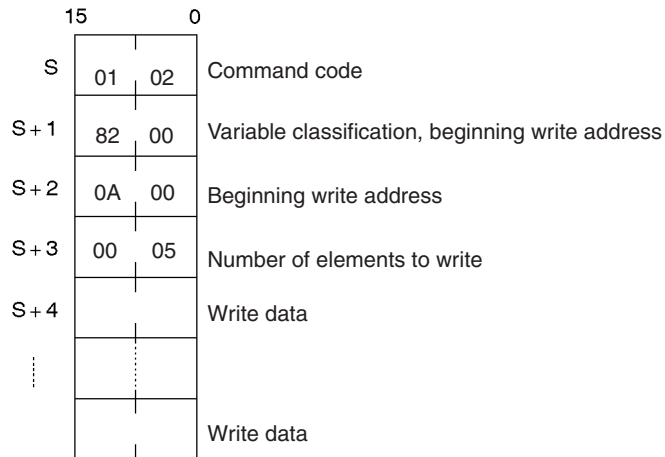 15 0
S 01 02 Command code
S+1 82 00 Variable classification, beginning write address
S+2 0A 00 Beginning write address
S+3 00 05 Number of elements to write
S+4 Write data
Write data